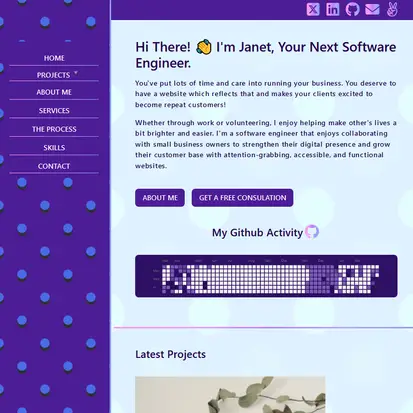 HOME
PROJECTS
ABOUT ME
SERVICES
THE PROCESS
SKILLS
CONTACT
Hi There! 👋 I'm Janet, Your Next Software
Engineer.
You've put lots of time and care into running your business. You deserve to
have a website which reflects that and makes your clients excited to
become repeat customers!
Whether through work or volunteering, I enjoy helping make other's lives a
bit brighter and easier. I'm a software engineer that enjoys collaborating
with small business owners to strengthen their digital presence and grow
their customer base with attention-grabbing, accessible, and functional
websites.
ABOUT ME
GET A FREE CONSULATION
My Github Activity
Latest Projects